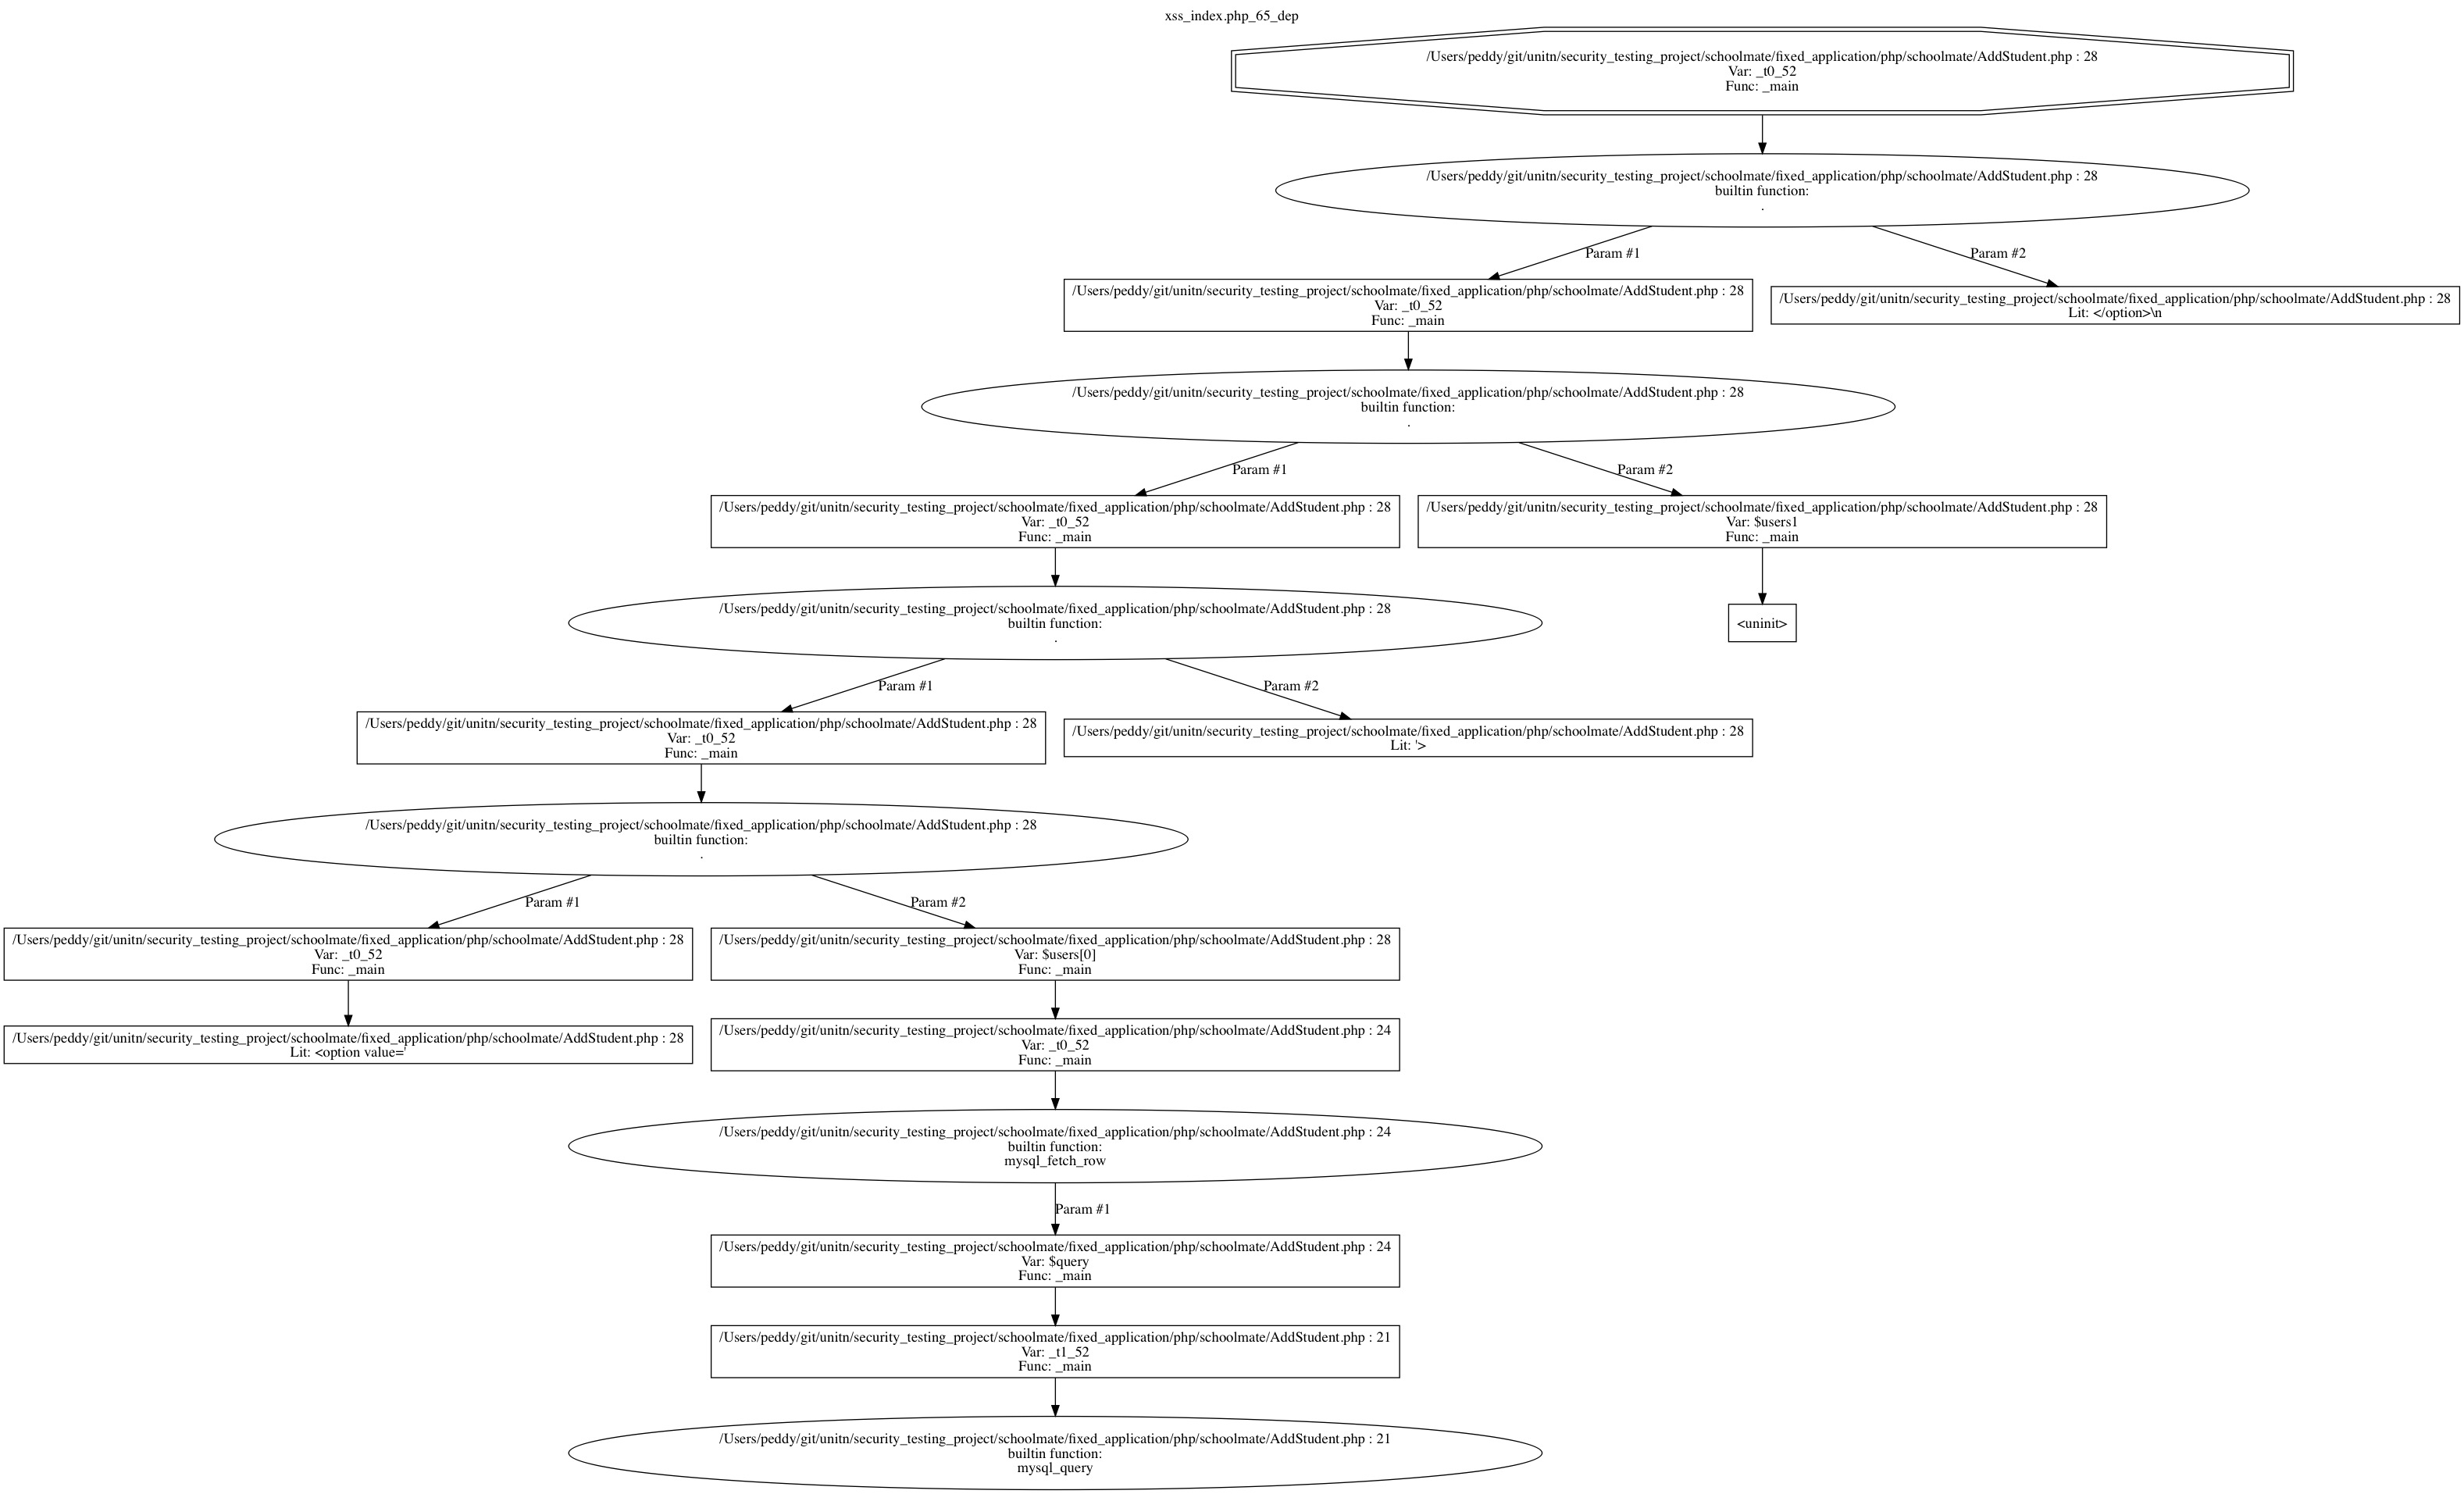 xss_index.php_65_dep
/Users/peddy/git/unitn/security_testing_project/schoolmate/fixed_application/php/schoolmate/AddStudent.php : 28
Var: _t0_52
Func: _main
/Users/peddy/git/unitn/security_testing_project/schoolmate/fixed_application/php/schoolmate/AddStudent.php : 28
builtin function:
.
Param #1
Param #2
/Users/peddy/git/unitn/security_testing_project/schoolmate/fixed_application/php/schoolmate/AddStudent.php : 28
Var: _t0_52
Func: _main
/Users/peddy/git/unitn/security_testing_project/schoolmate/fixed_application/php/schoolmate/AddStudent.php : 28
Lit: </option>\n
/Users/peddy/git/unitn/security_testing_project/schoolmate/fixed_application/php/schoolmate/AddStudent.php : 28
builtin function:
.
Param #1
Param #2
/Users/peddy/git/unitn/security_testing_project/schoolmate/fixed_application/php/schoolmate/AddStudent.php : 28
Var: _t0_52
Func: _main
/Users/peddy/git/unitn/security_testing_project/schoolmate/fixed_application/php/schoolmate/AddStudent.php : 28
Var: $users1
Func: _main
/Users/peddy/git/unitn/security_testing_project/schoolmate/fixed_application/php/schoolmate/AddStudent.php : 28
builtin function:
.
<uninit>
Param #1
Param #2
/Users/peddy/git/unitn/security_testing_project/schoolmate/fixed_application/php/schoolmate/AddStudent.php : 28
Var: _t0_52
Func: _main
/Users/peddy/git/unitn/security_testing_project/schoolmate/fixed_application/php/schoolmate/AddStudent.php : 28
Lit: '>
/Users/peddy/git/unitn/security_testing_project/schoolmate/fixed_application/php/schoolmate/AddStudent.php : 28
builtin function:
.
Param #1
Param #2
/Users/peddy/git/unitn/security_testing_project/schoolmate/fixed_application/php/schoolmate/AddStudent.php : 28
Var: _t0_52
Func: _main
/Users/peddy/git/unitn/security_testing_project/schoolmate/fixed_application/php/schoolmate/AddStudent.php : 28
Var: $users[0]
Func: _main
/Users/peddy/git/unitn/security_testing_project/schoolmate/fixed_application/php/schoolmate/AddStudent.php : 28
Lit: <option value='
/Users/peddy/git/unitn/security_testing_project/schoolmate/fixed_application/php/schoolmate/AddStudent.php : 24
Var: _t0_52
Func: _main
/Users/peddy/git/unitn/security_testing_project/schoolmate/fixed_application/php/schoolmate/AddStudent.php : 24
builtin function:
mysql_fetch_row
Param #1
/Users/peddy/git/unitn/security_testing_project/schoolmate/fixed_application/php/schoolmate/AddStudent.php : 24
Var: $query
Func: _main
/Users/peddy/git/unitn/security_testing_project/schoolmate/fixed_application/php/schoolmate/AddStudent.php : 21
Var: _t1_52
Func: _main
/Users/peddy/git/unitn/security_testing_project/schoolmate/fixed_application/php/schoolmate/AddStudent.php : 21
builtin function:
mysql_query